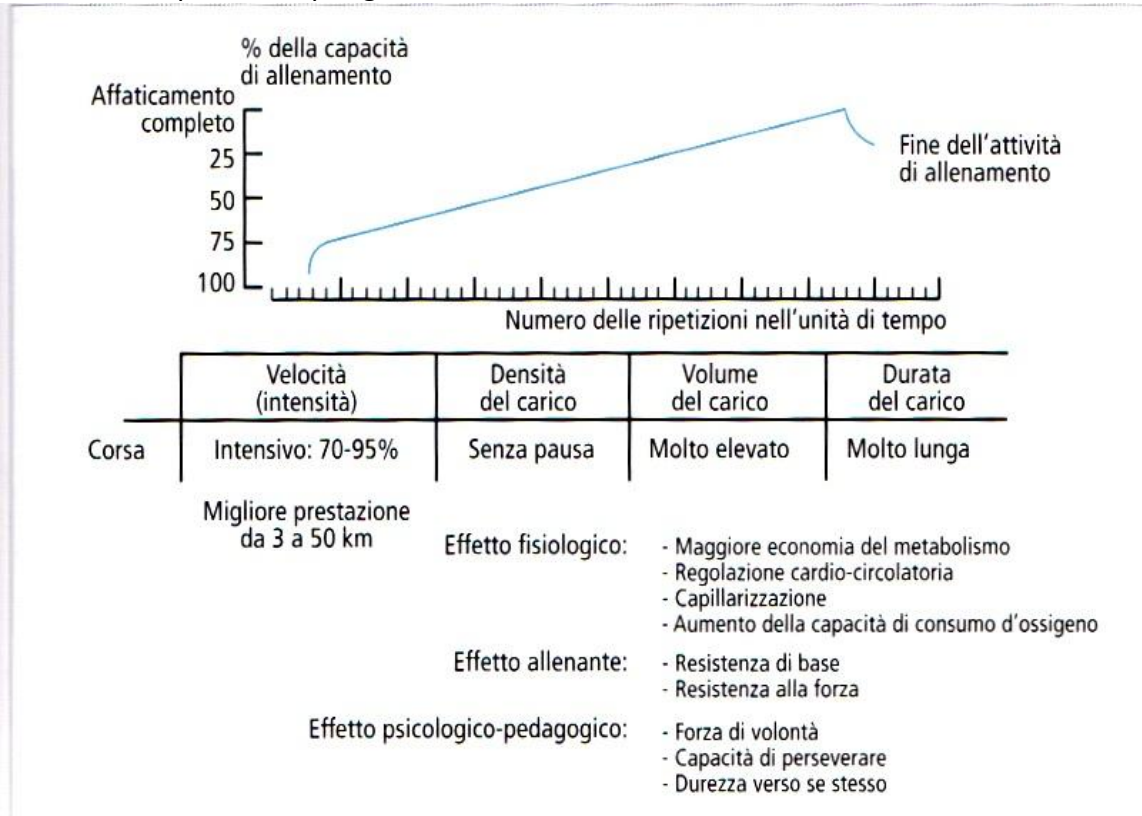 % della capacità
di allenamento
Affaticamento
completo
25
50
75
100
Fine dell'attività
di allenamento
Numero delle ripetizioni nell'unità di tempo
Velocità
(intensità)
Densità
del carico
Volume
del carico
Durata
del carico
Corsa
Intensivo: 70-95%
Senza pausa
Molto elevato
Molto lunga
Migliore prestazione
da 3 a 50 km
Effetto fisiologico:
- Maggiore economia del metabolismo
- Regolazione cardio-circolatoria
- Capillarizzazione
- Aumento della capacità di consumo d'ossigeno
Effetto allenante:
- Resistenza di base
- Resistenza alla forza
Effetto psicologico-pedagogico:
- Forza di volontà
- Capacità di perseverare
- Durezza verso se stesso